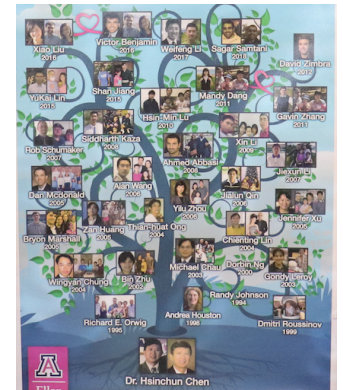 Xiao Liu
2016
Victor Benjamin
2016
Weifeng Li
2017
Sagar Samtani
2018
David Zimbra
2012
YuKai Lin
2015
Shan Jiang
2015
Mandy Dang
2011
Hsin-Min Lu
2010
Gavin Zhang
2011
Rob Schumaker
2007
Siddharth Kaza
2008
Ahmed Abbasi
2008
Xin Li
2009
Jiexun Li
2007
Dan Mcdonald
2005
Alan Wang
2006
Yilu Zhou
2006
Jialun Qin
2006
Jennifer Xu
2005
Bryon Marshall
2005
Zan Huang
2005
Thian-huat Ong
2004
Chienting Lin
2004
Wingyan Chung
2004
Bin Zhu
2002
Michael Chau
2003
Dorbin Ng
2000
Gondy Leroy
2003
Richard E. Orwig
1995
Andrea Houston
1998
Randy Johnson
1994
Dmitri Roussinov
1999
A
Dr. Hsinchun Chen